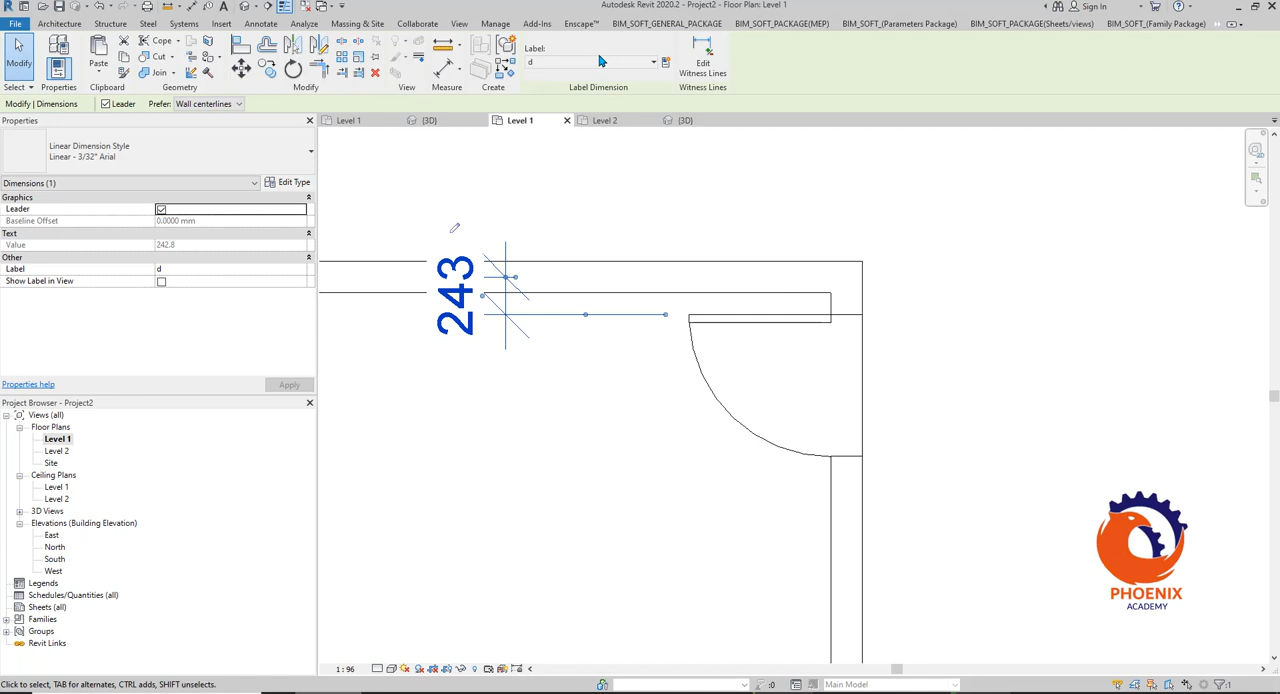 Autodesk Revit 2020.2 - Project2 - Floor Plan: Level 1
Sign In
File Architecture Structure Steel Systems Insert Annotate Analyze Massing & Site Collaborate View Manage Add-Ins Enscape™ BIM_SOFT_GENERAL_PACKAGE BIM_SOFT_PACKAGE(MEP) BIM_SOFT_(Parameters Package) BIM_SOFT_PACKAGE(Sheets/views) BIM_SOFT_(Family Package)
Modify
Properties
Paste
Cope
Cut
Join
Label:
d
Edit
Witness Lines
Select Properties Clipboard Geometry Modify View Measure Create Label Dimension Witness Lines
Modify | Dimensions Leader Prefer: Wall centerlines
Properties
Level 1 {3D} Level 1 Level 2 {3D}
Linear Dimension Style
Linear - 3/32" Arial
Dimensions (1) Edit Type
Graphics
Leader
Baseline Offset 0.0000 mm
Text
Value 242.8
Other
Label d
Show Label in View
Properties help Apply
243
Project Browser - Project2
Views (all)
Floor Plans
Level 1
Level 2
Site
Ceiling Plans
Level 1
Level 2
3D Views
Elevations (Building Elevation)
East
North
South
West
Legends
Schedules/Quantities (all)
Sheets (all)
Families
Groups
Revit Links
PHOENIX
ACADEMY
1 : 96
Click to select, TAB for alternates, CTRL adds, SHIFT unselects.
:0
Main Model
:1